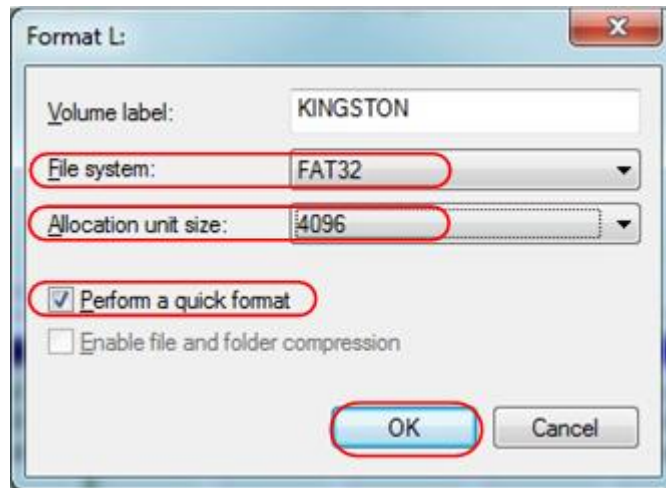 Format L:
Volume label: KINGSTON
File system: FAT32
Allocation unit size: 4096
Perform a quick format
Enable file and folder compression
OK Cancel